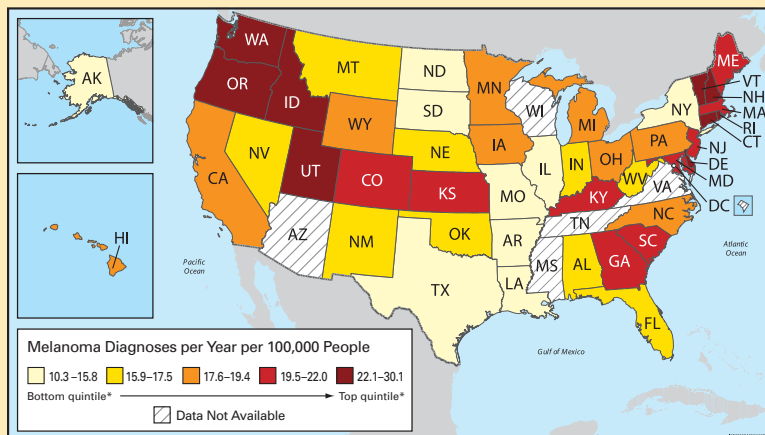 AK
HI
WA
OR
ID
MT
ND
SD
MN
WI
MI
WY
NE
IA
NV
UT
CA
CO
KS
AZ
NM
OK
TX
MO
AR
LA
IL
IN
OH
KY
TN
MS
AL
GA
FL
SC
NC
WV
VA
PA
NY
ME
VT
NH
MA
RI
CT
NJ
DE
MD
DC
Pacific
Ocean
Atlantic
Ocean
Gulf of Mexico
Melanoma Diagnoses per Year per 100,000 People
10.3–15.8 15.9–17.5 17.6–19.4 19.5–22.0 22.1–30.1
Bottom quintile* Top quintile*
Data Not Available